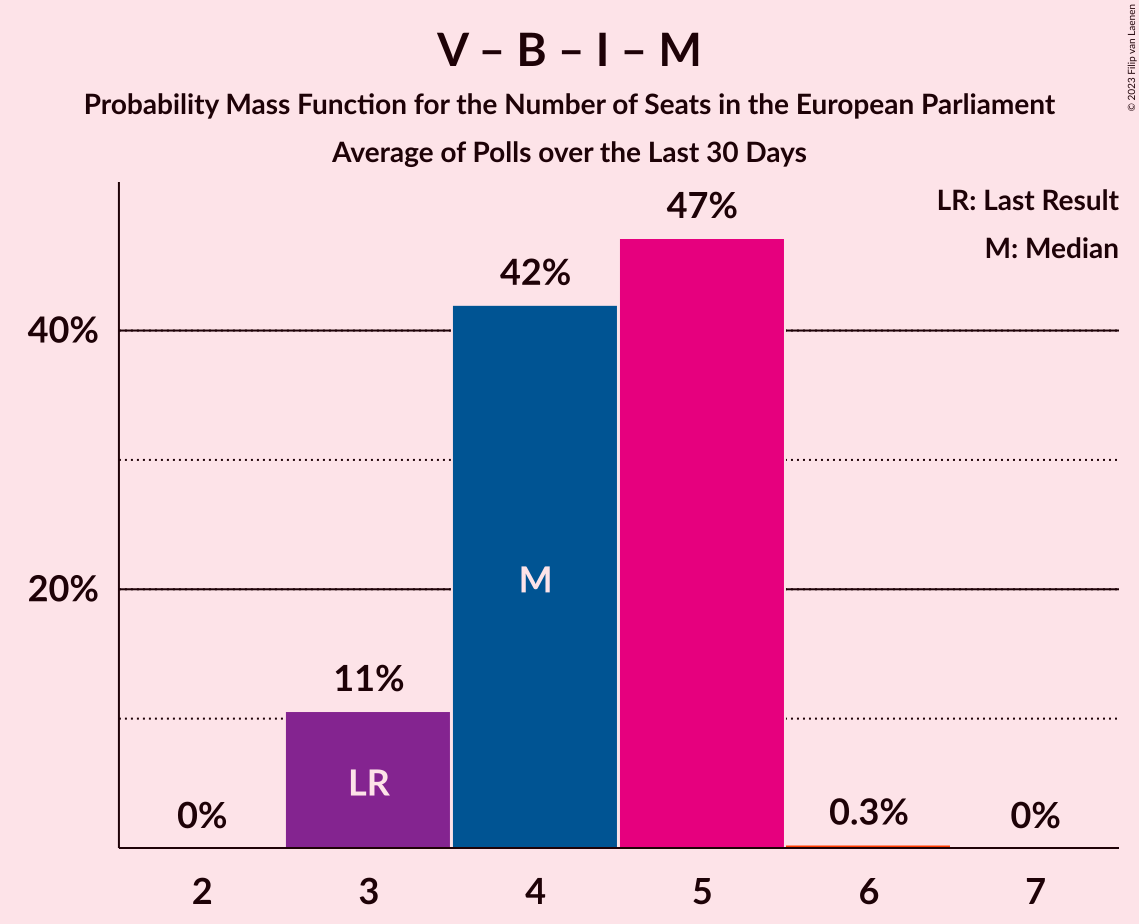 V – B – I – M
Probability Mass Function for the Number of Seats in the European Parliament
Average of Polls over the Last 30 Days
© 2023 Filip van Laenen
LR: Last Result
M: Median
47%
42%
40%
20%
11%
M
LR
0%
0.3%
0%
2 3 4 5 6 7